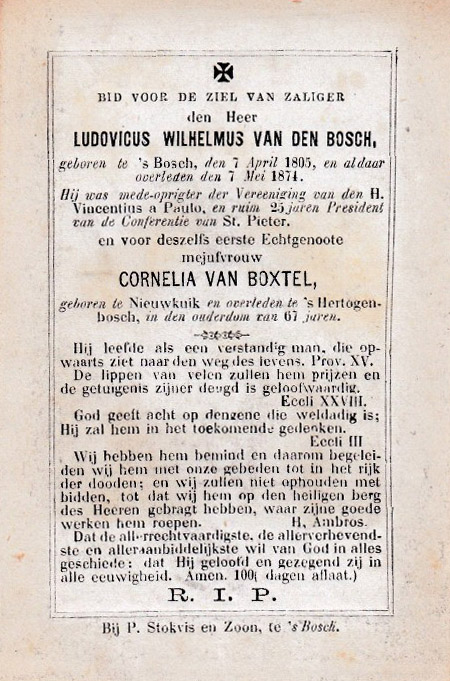 BID VOOR DE ZIEL VAN ZALIGER
den Heer
LUDOVICUS WILHELMUS VAN DEN BOSCH,
geboren te 's Bosch, den 7 April 1805, en aldaar
overleden den 7 Mei 1874.
Hij was mede-oprigter der Vereeniging van den H.
Vincentius a Paulo, en ruim 25 jaren President
van de Conferentie van St. Pieter.
en voor deszelfs eerste Echtgenoote
mejufvrouw
CORNELIA VAN BOXTEL,
geboren te Nieuwkuik en overleden te 's Hertogen-
bosch, in den ouderdom van 67 jaren.
Hij leefde als een verstandig man, die op-
waarts ziet naar den weg des levens. Prov. XV.
De lippen van velen zullen hem prijzen en
de getuigenis zijner deugd is geloofwaardig.
Eccli XXVIII.
God geeft acht op dengene die weldadig is;
Hij zal hem in het toekomende gedenken.
Eccli III
Wij hebben hem bemind en daarom begelei-
den wij hem met onze gebeden tot in het rijk
der dooden; en wij zullen niet ophouden met
bidden, tot dat wij hem op den heiligen berg
des Heeren gebragt hebben, waar zijne goede
werken hem roepen. H, Ambros.
Dat de allerrechtvaardigste, de allerverhevend-
ste en alleraanbiddelijkste wil van God in alles
geschiede: dat Hij geloofd en gezegend zij in
alle eeuwigheid. Amen. 100( dagen aflaat.)
R. I. P.
Bij P. Stokvis en Zoon, te 's Bosch.